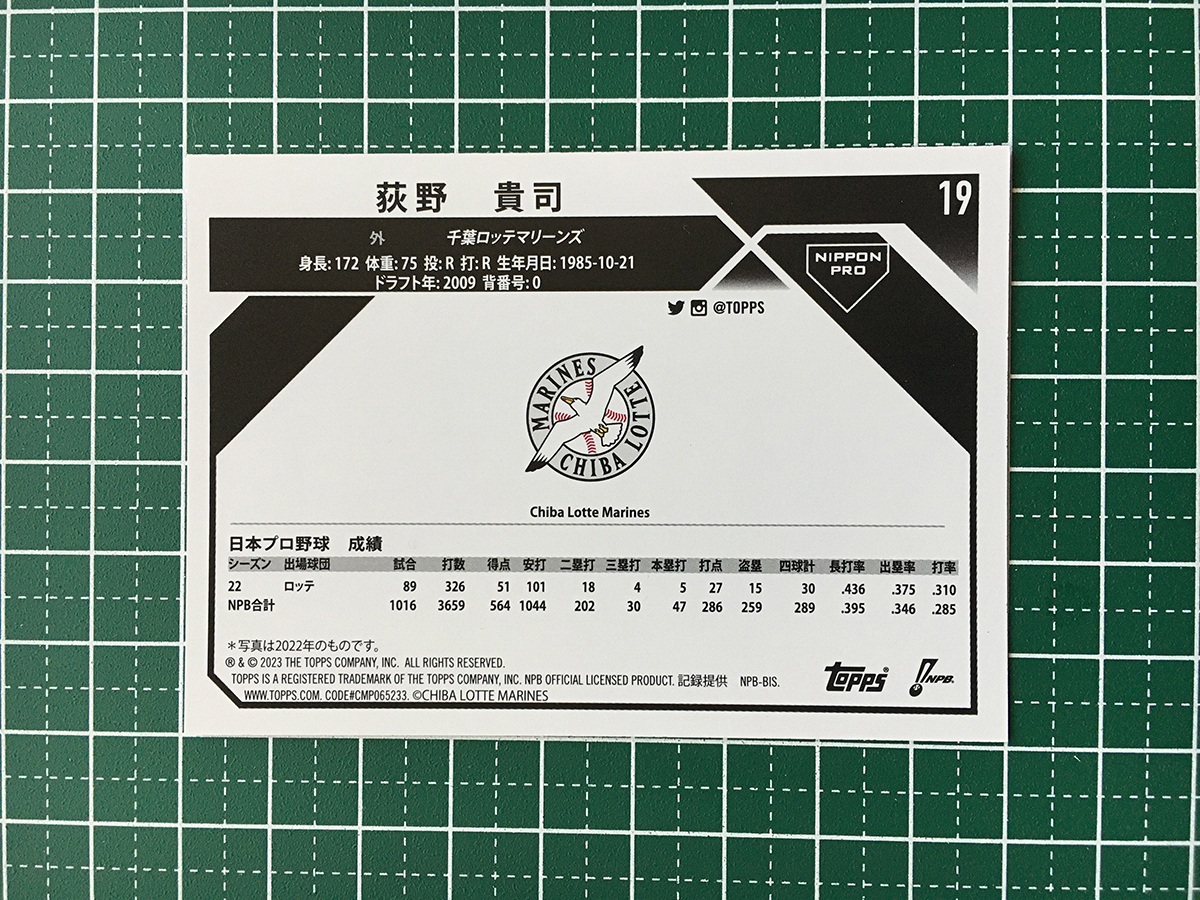 荻野 貴司
19
外 千葉ロッテマリーンズ
身長: 172 体重: 75 投: R 打: R 生年月日: 1985-10-21
ドラフト年: 2009 背番号: 0
NIPPON
PRO
@TOPPS
MARINES
CHIBA LOTTE
Chiba Lotte Marines
日本プロ野球 成績
シーズン 出場球団 試合 打数 得点 安打 二塁打 三塁打 本塁打 打点 盗塁 四球計 長打率 出塁率 打率
22 ロッテ 89 326 51 101 18 4 5 27 15 30 .436 .375 .310
NPB合計 1016 3659 564 1044 202 30 47 286 259 289 .395 .346 .285
＊写真は2022年のものです。
® & © 2023 THE TOPPS COMPANY, INC. ALL RIGHTS RESERVED.
TOPPS IS A REGISTERED TRADEMARK OF THE TOPPS COMPANY, INC. NPB OFFICIAL LICENSED PRODUCT. 記録提供 NPB-BIS.
WWW.TOPPS.COM. CODE#CMP065233. ©CHIBA LOTTE MARINES
Topps®
NPB.